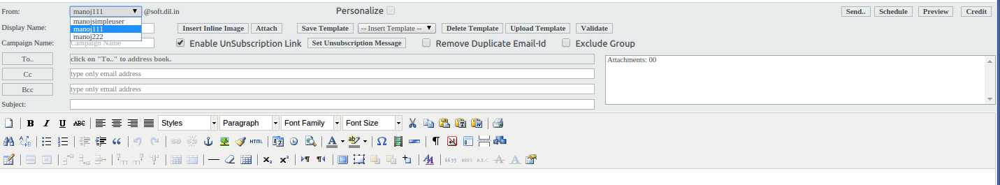 From: manoj111 @soft.dil.in Personalize Send.. Schedule Preview Credit
manojsimpleuser
manoj111
manoj222
Display Name: Insert Inline Image Attach Save Template -- Insert Template -- Delete Template Upload Template Validate
Campaign Name: Campaign Name Enable UnSubscription Link Set Unsubscription Message Remove Duplicate Email-Id Exclude Group
To.. click on "To.." to address book. Attachments: 00
Cc type only email address
Bcc type only email address
Subject:
B I U ABC Styles Paragraph Font Family Font Size
HTML A ab Ω ¶
— x₂ x² ¶ ¶ AA ABBR A.B.C. A A